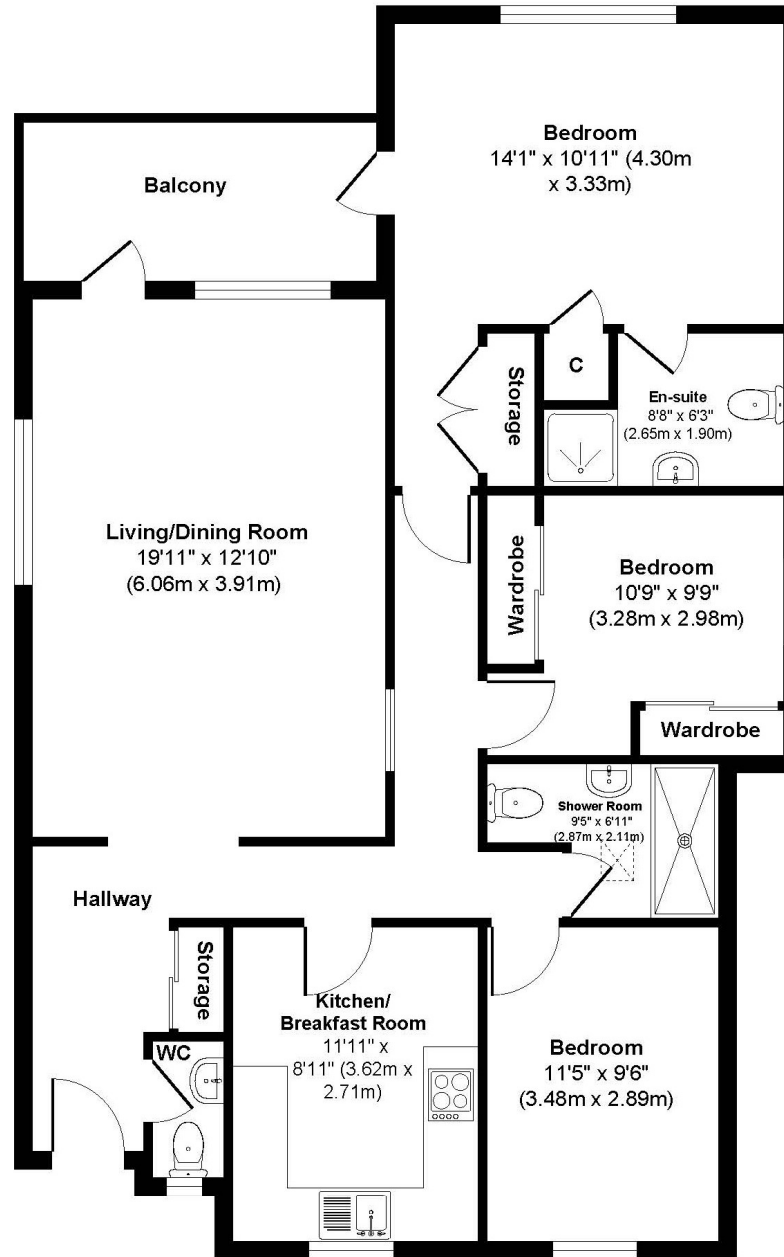 Bedroom
14'1" x 10'11" (4.30m
x 3.33m)
Balcony
C
Storage
En-suite
8'8" x 6'3"
(2.65m x 1.90m)
Living/Dining Room
19'11" x 12'10"
(6.06m x 3.91m)
Wardrobe
Bedroom
10'9" x 9'9"
(3.28m x 2.98m)
Wardrobe
Shower Room
9'5" x 6'11"
(2.87m x 2.11m)
Hallway
Storage
Kitchen/
Breakfast Room
11'11" x
8'11" (3.62m x
2.71m)
WC
Bedroom
11'5" x 9'6"
(3.48m x 2.89m)